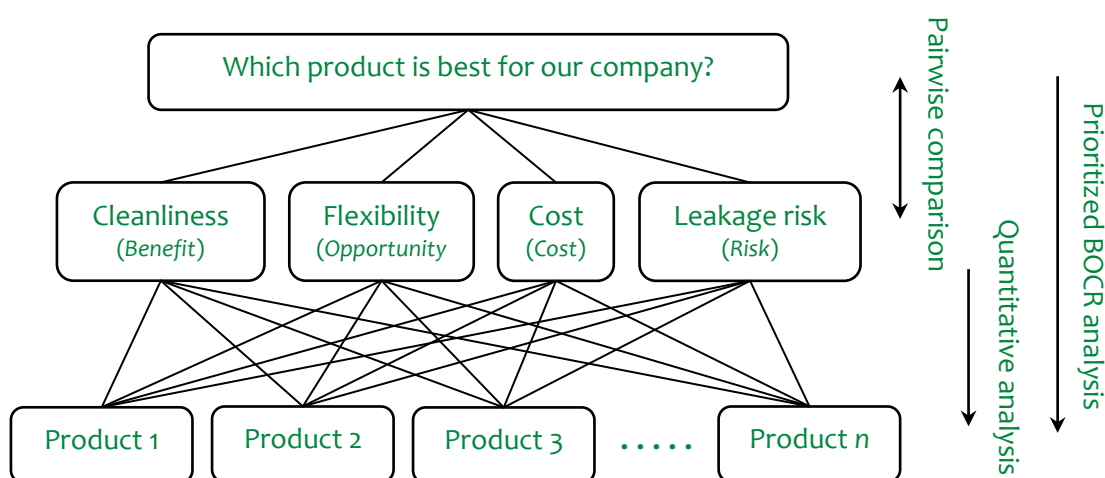 Which product is best for our company?
Cleanliness
(Benefit)
Flexibility
(Opportunity
Cost
(Cost)
Leakage risk
(Risk)
Product 1
Product 2
Product 3
.....
Product n
Pairwise comparison
Quantitative analysis
Prioritized BOCR analysis